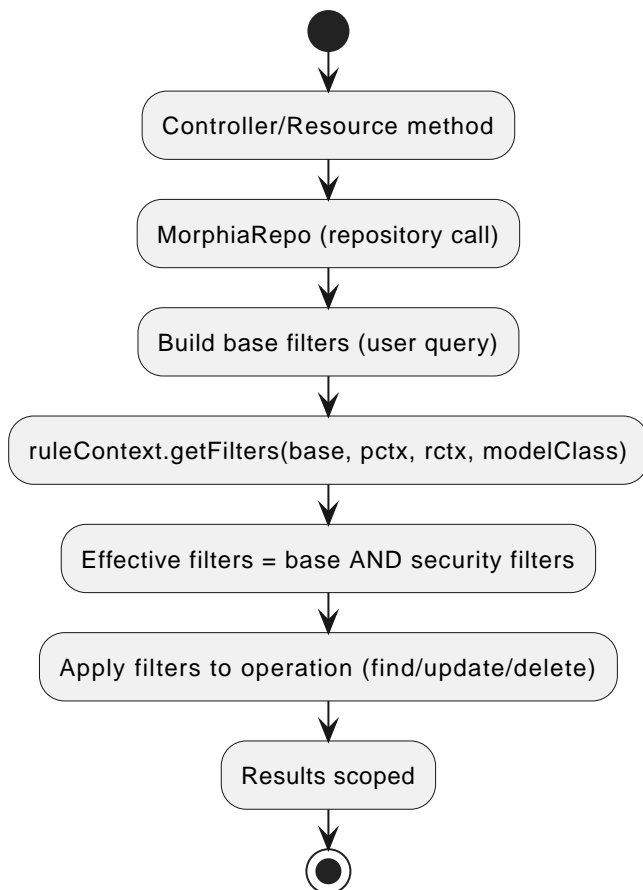 Controller/Resource method
MorphiaRepo (repository call)
Build base filters (user query)
ruleContext.getFilters(base, pctx, rctx, modelClass)
Effective filters = base AND security filters
Apply filters to operation (find/update/delete)
Results scoped